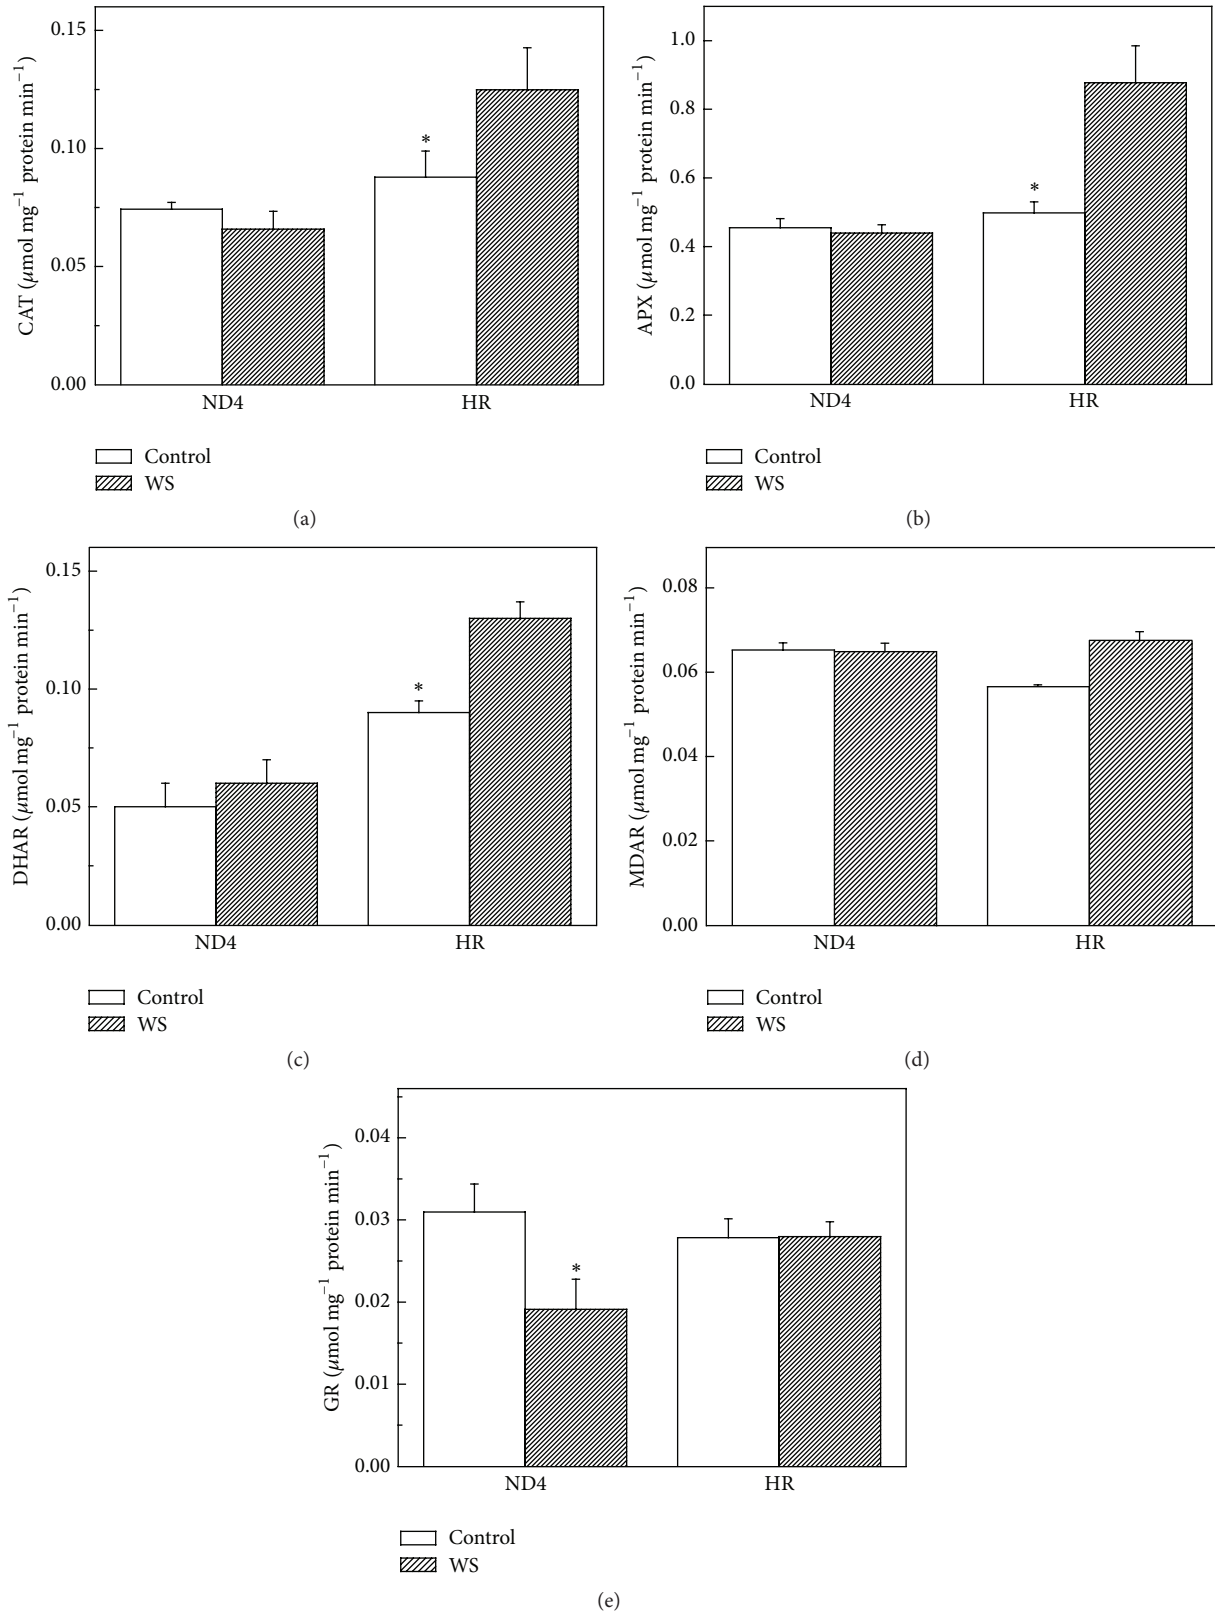 0.15
0.10
0.05
0.00
CAT (μmol mg⁻¹ protein min⁻¹)
*
ND4
HR
Control
WS
(a)
1.0
0.8
0.6
0.4
0.2
0.0
APX (μmol mg⁻¹ protein min⁻¹)
*
ND4
HR
Control
WS
(b)
0.15
0.10
0.05
0.00
DHAR (μmol mg⁻¹ protein min⁻¹)
*
ND4
HR
Control
WS
(c)
0.08
0.06
0.04
0.02
0.00
MDAR (μmol mg⁻¹ protein min⁻¹)
ND4
HR
Control
WS
(d)
0.04
0.03
0.02
0.01
0.00
GR (μmol mg⁻¹ protein min⁻¹)
*
ND4
HR
Control
WS
(e)